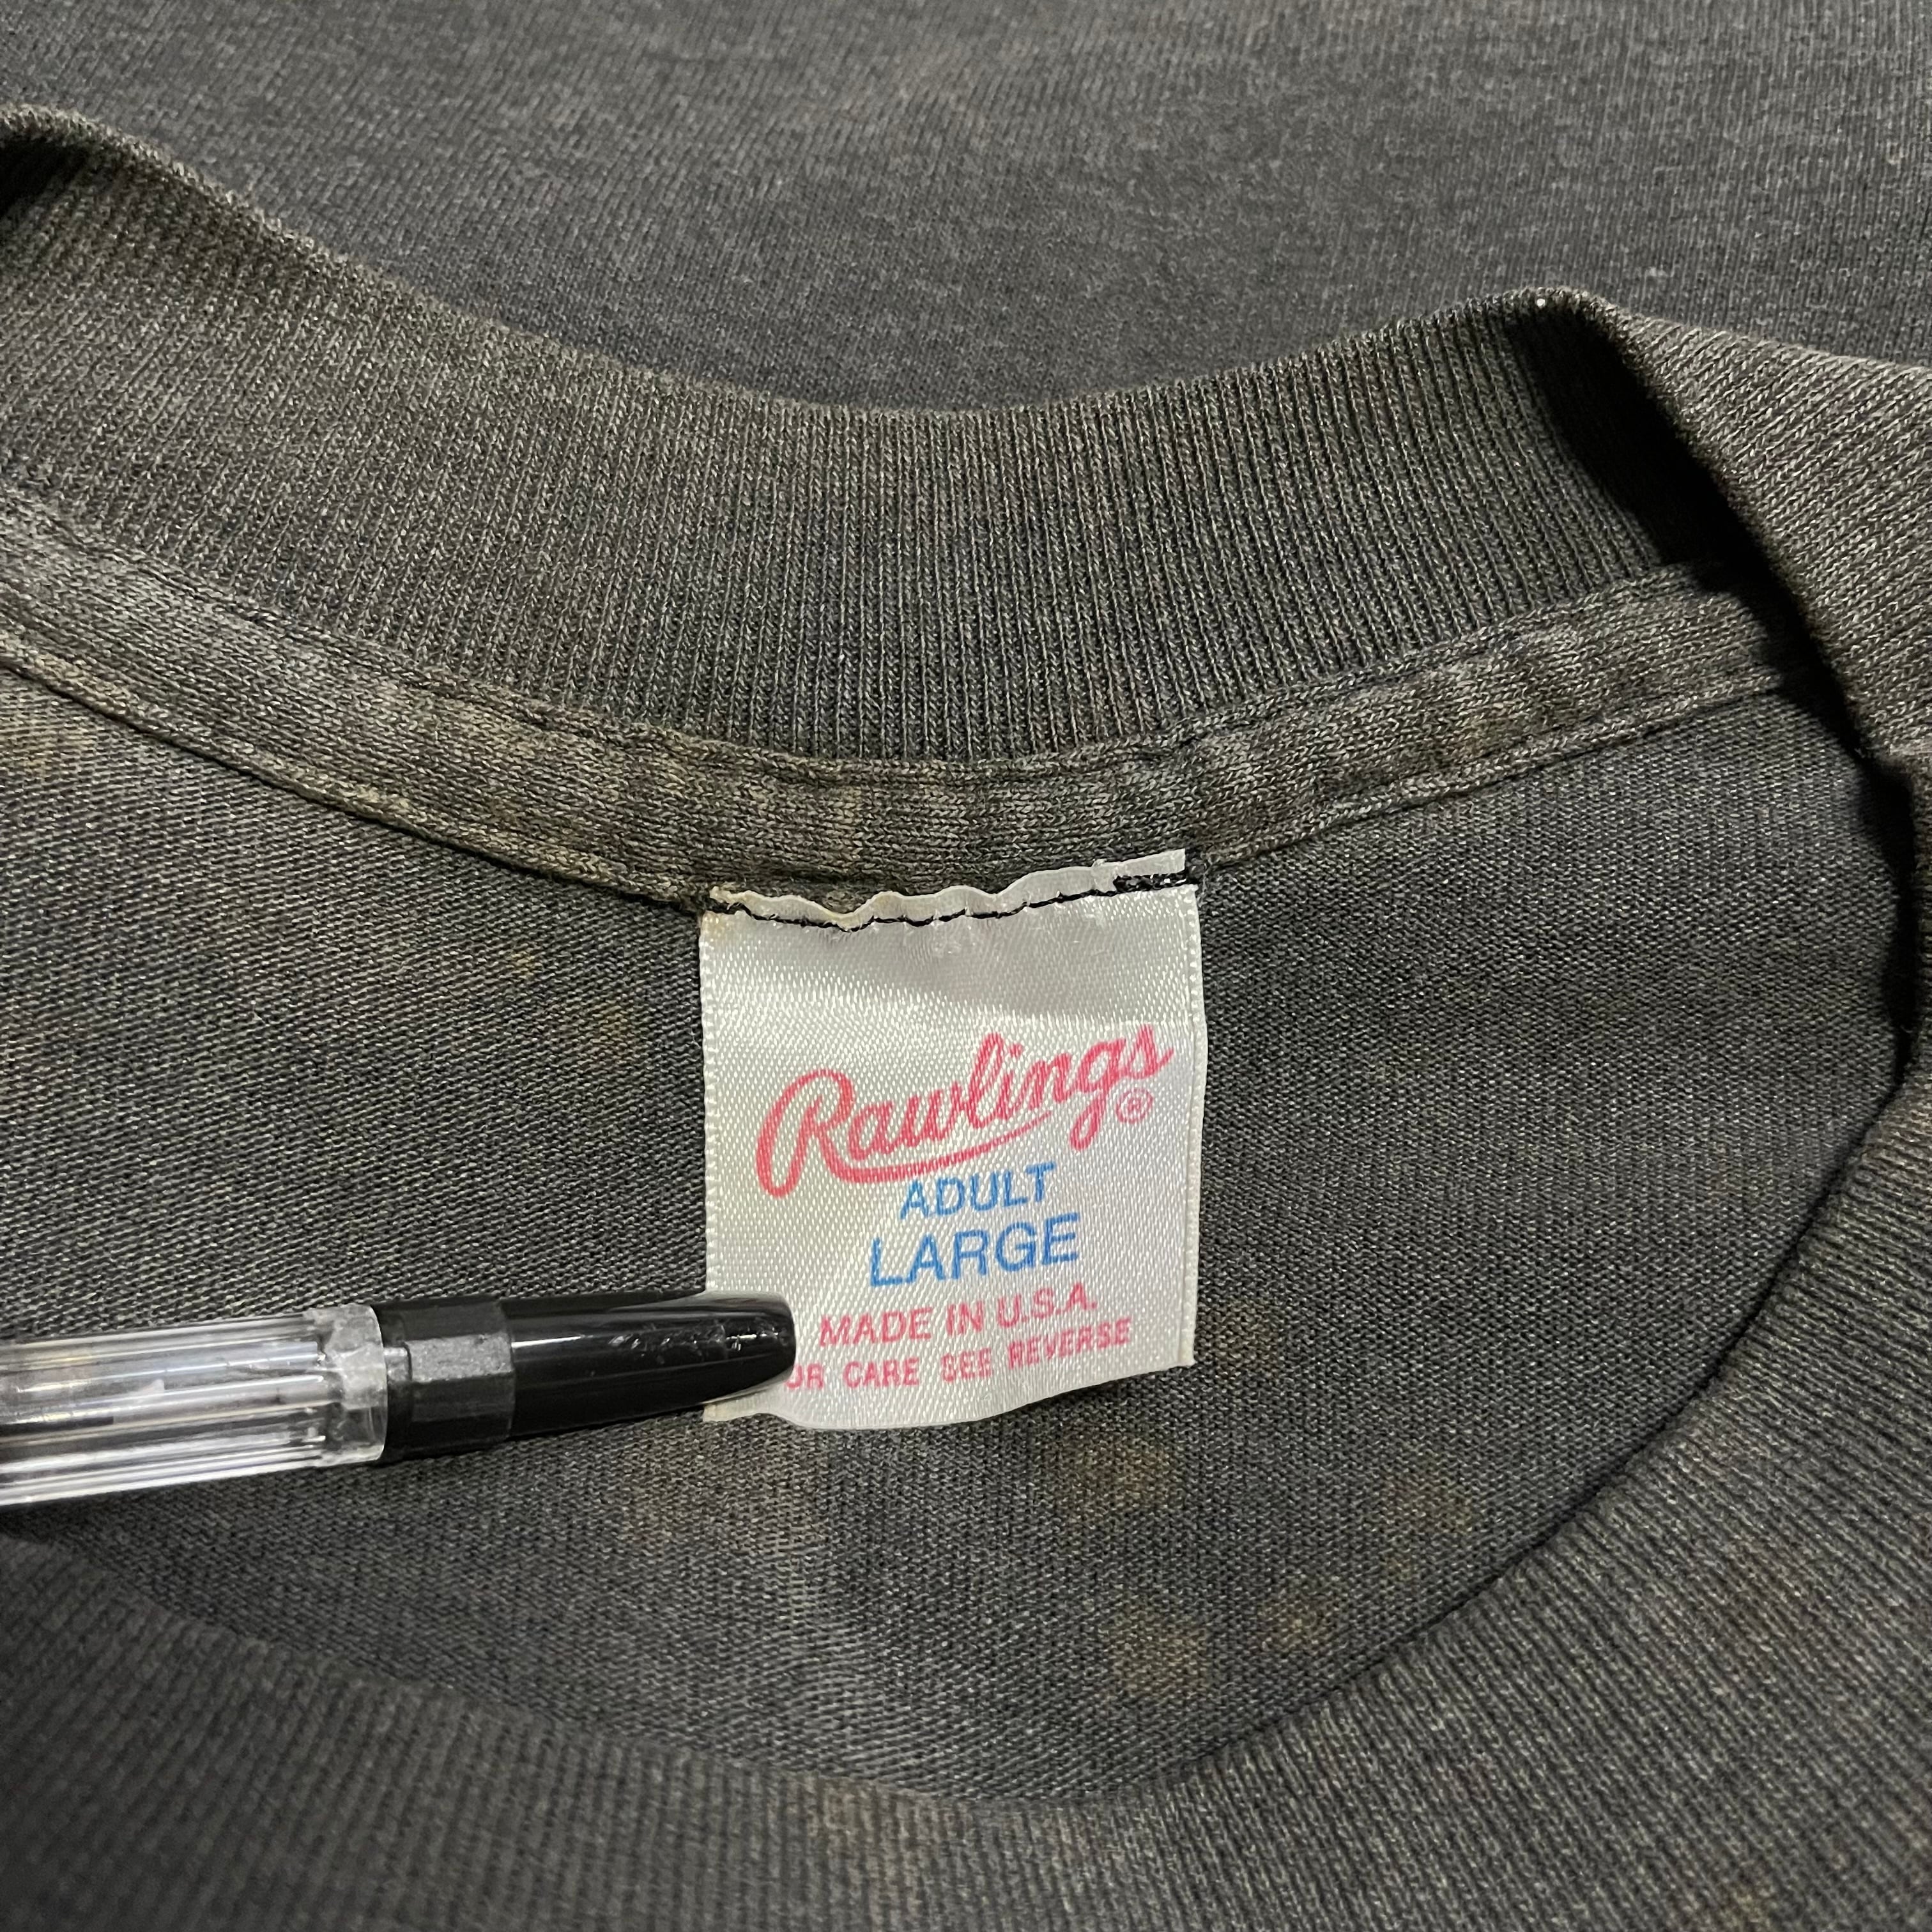 Rawlings®
ADULT
LARGE
MADE IN U.S.A.
CARE SEE REVERSE